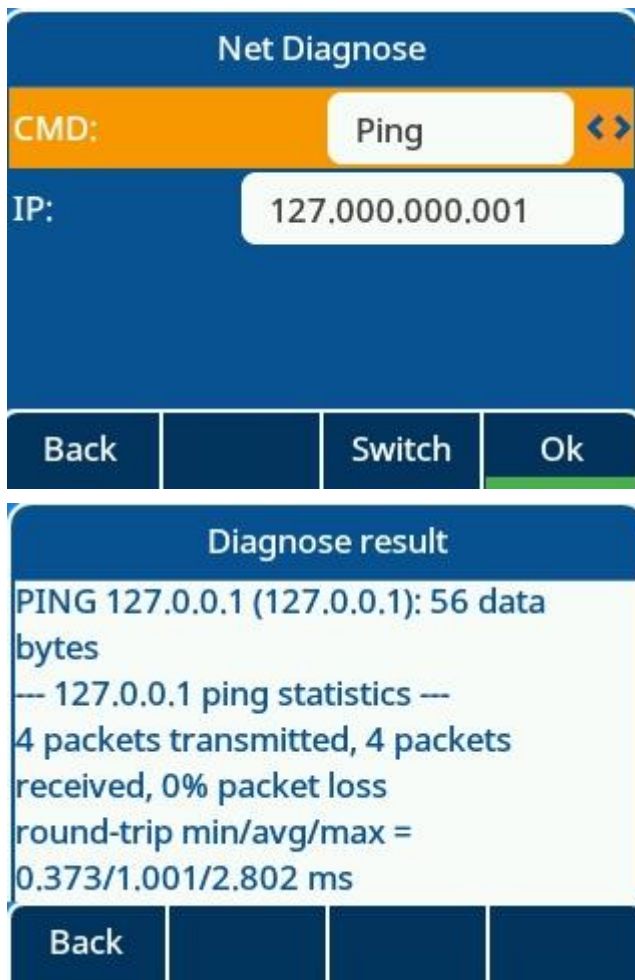 Net Diagnose
CMD: Ping
IP: 127.000.000.001
Back Switch Ok
Diagnose result
PING 127.0.0.1 (127.0.0.1): 56 data
bytes
--- 127.0.0.1 ping statistics ---
4 packets transmitted, 4 packets
received, 0% packet loss
round-trip min/avg/max =
0.373/1.001/2.802 ms
Back